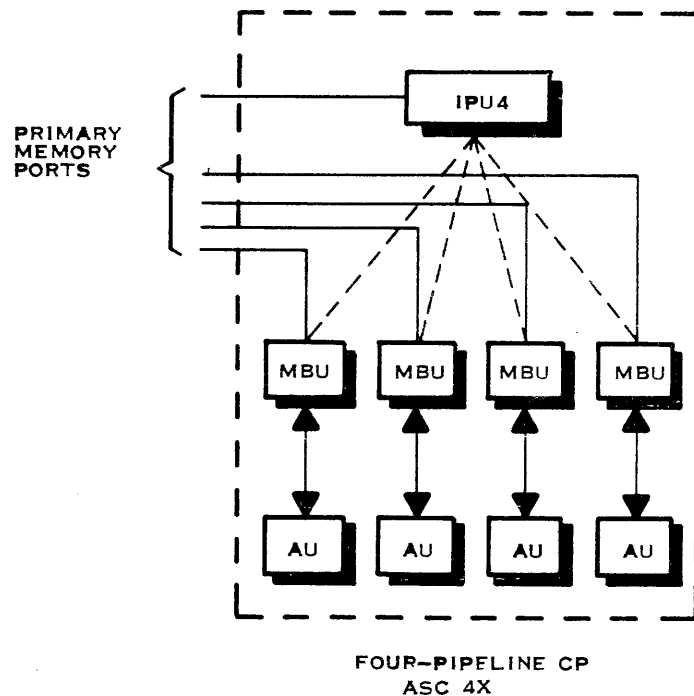 IPU4
PRIMARY
MEMORY
PORTS
MBU MBU MBU MBU
AU AU AU AU
FOUR-PIPELINE CP
ASC 4X